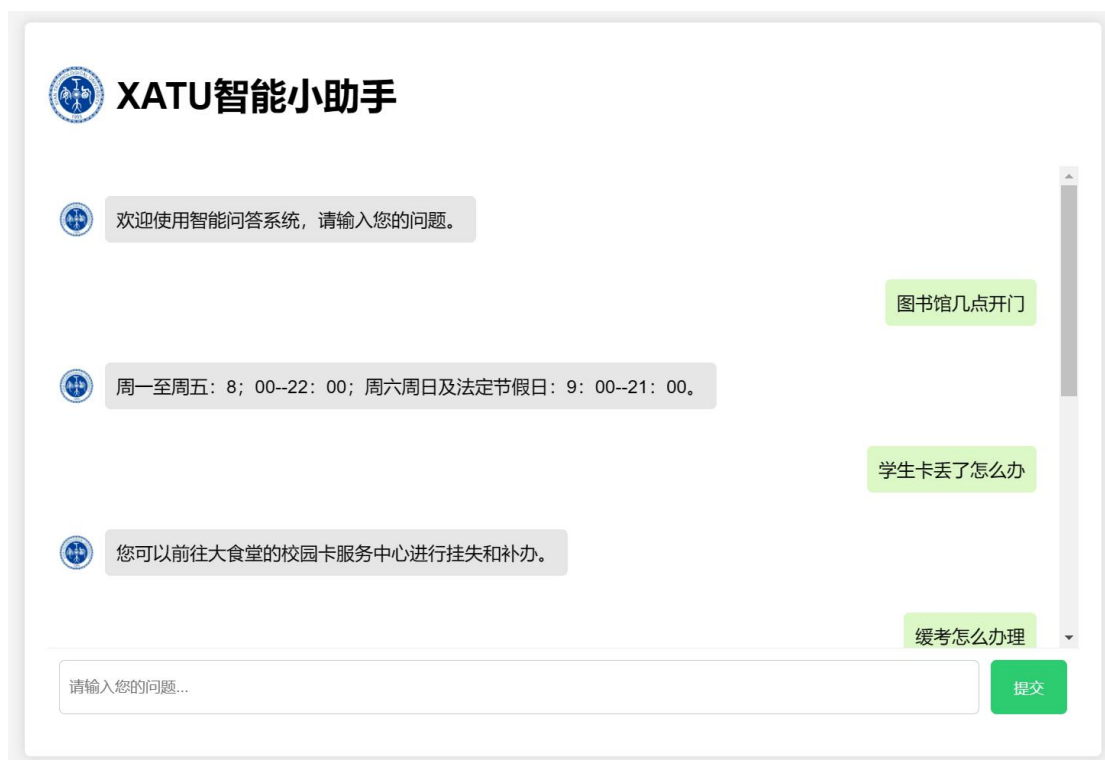 XATU智能小助手
欢迎使用智能问答系统，请输入您的问题。
图书馆几点开门
周一至周五：8；00--22：00；周六周日及法定节假日：9：00--21：00。
学生卡丢了怎么办
您可以前往大食堂的校园卡服务中心进行挂失和补办。
缓考怎么办理
请输入您的问题...
提交